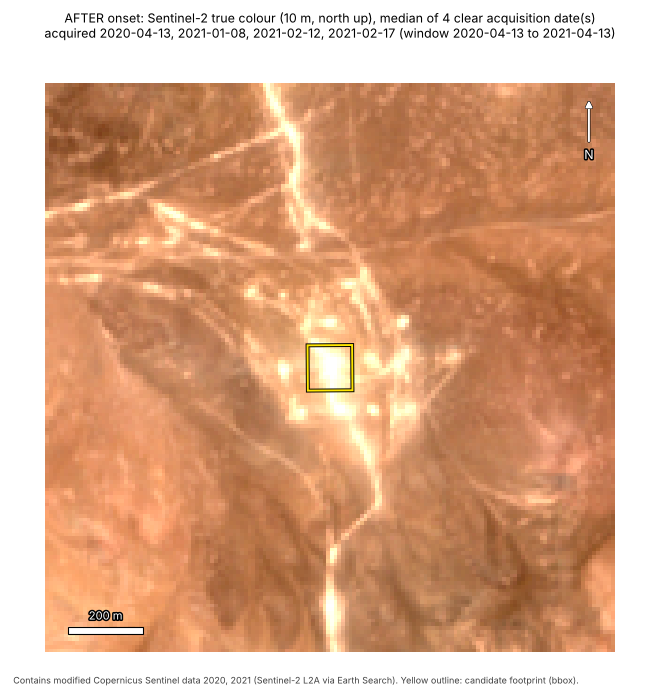 AFTER onset: Sentinel-2 true colour (10 m, north up), median of 4 clear acquisition date(s)
acquired 2020-04-13, 2021-01-08, 2021-02-12, 2021-02-17 (window 2020-04-13 to 2021-04-13)
N
200 m
Contains modified Copernicus Sentinel data 2020, 2021 (Sentinel-2 L2A via Earth Search). Yellow outline: candidate footprint (bbox).